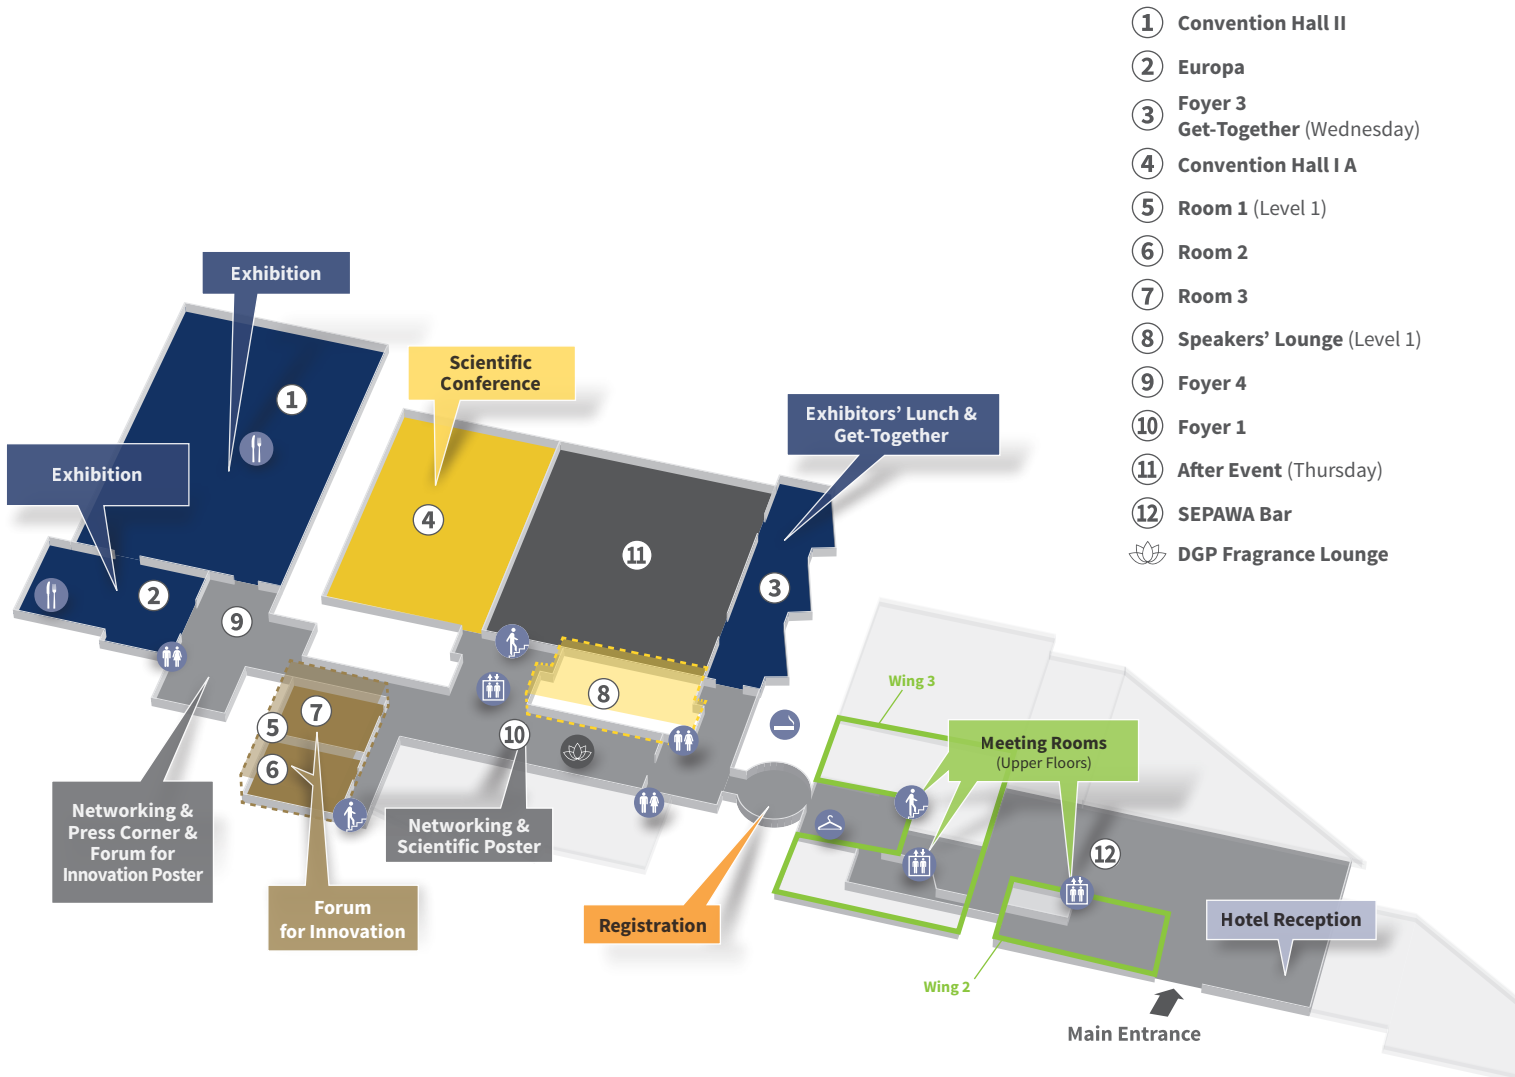 1 Convention Hall II
2 Europa
3 Foyer 3
Get-Together (Wednesday)
4 Convention Hall I A
5 Room 1 (Level 1)
6 Room 2
7 Room 3
8 Speakers’ Lounge (Level 1)
9 Foyer 4
10 Foyer 1
11 After Event (Thursday)
12 SEPAWA Bar
DGP Fragrance Lounge
Exhibition
1
Scientific
Conference
Exhibition
2
4
11
Exhibitors’ Lunch &
Get-Together
3
9
8
5
7
6
10
Wing 3
Meeting Rooms
(Upper Floors)
12
Networking &
Press Corner &
Forum for
Innovation Poster
Networking &
Scientific Poster
Forum
for Innovation
Registration
Hotel Reception
Wing 2
Main Entrance